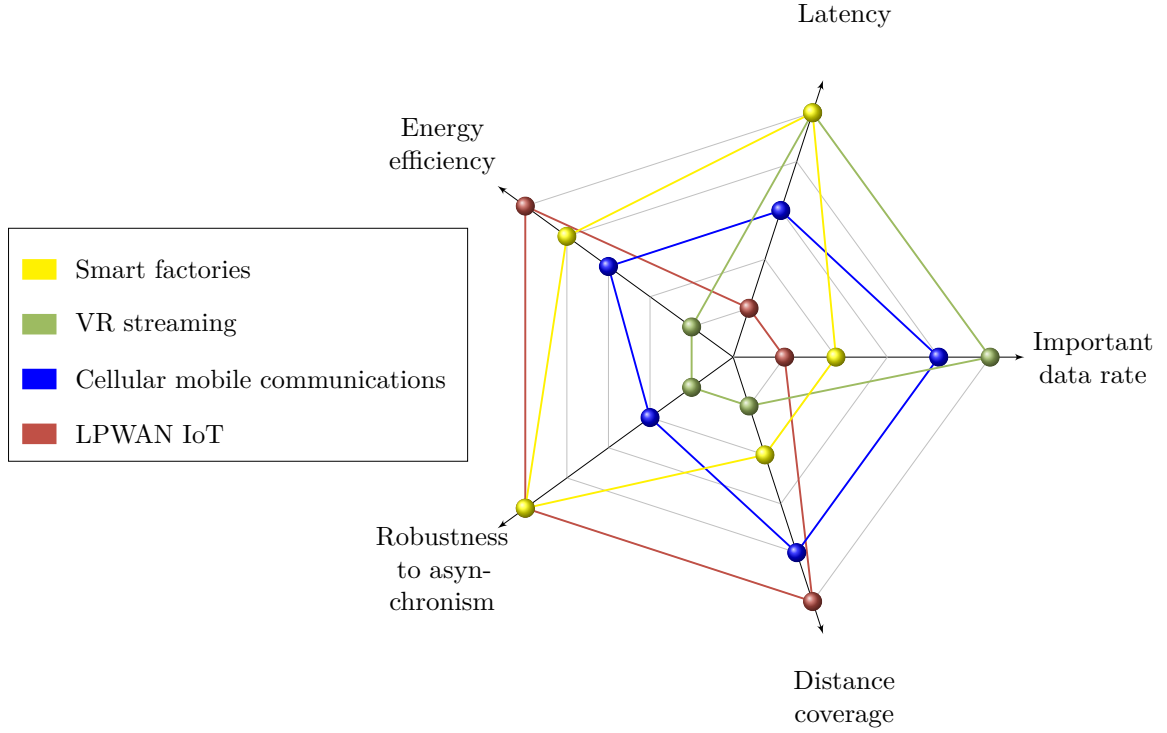 Latency
Energy
efficiency
Smart factories
VR streaming
Cellular mobile communications
LPWAN IoT
Important
data rate
Robustness
to asyn-
chronism
Distance
coverage